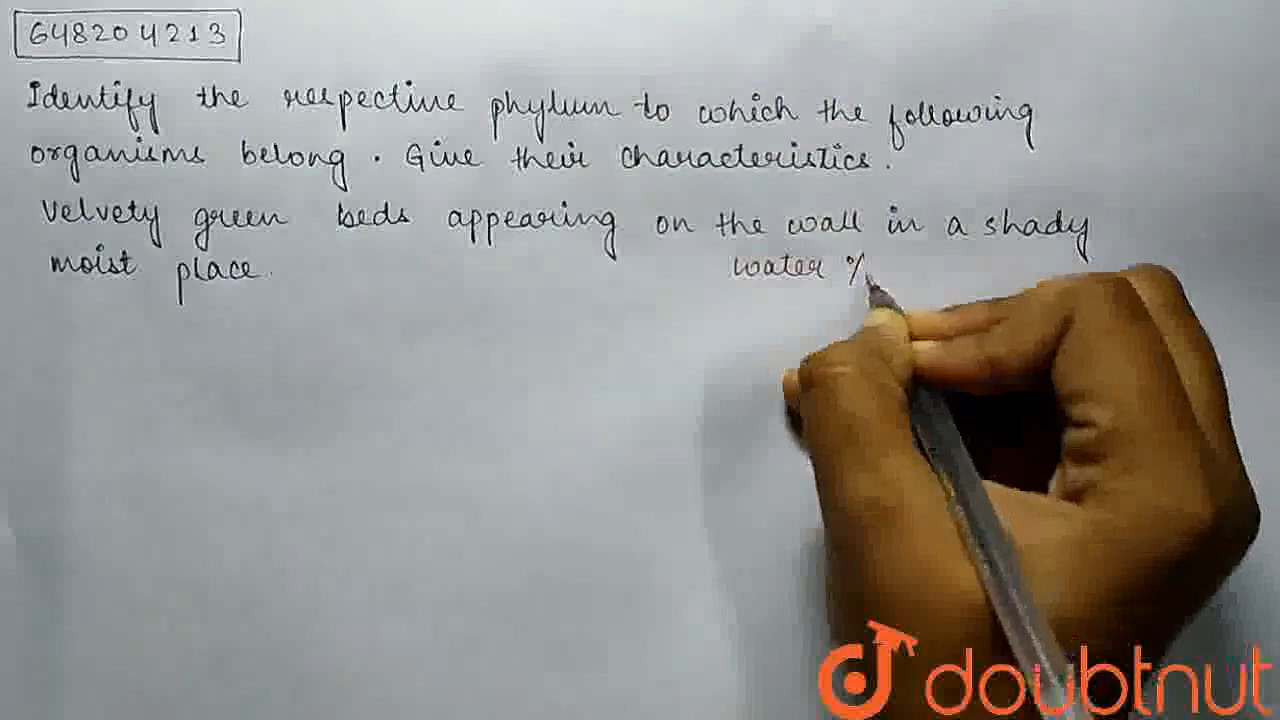 648204213
Identify the respective phylum to which the following
organisms belong. Give their characteristics.
Velvety green beds appearing on the wall in a shady
moist place.
water %
doubtnut